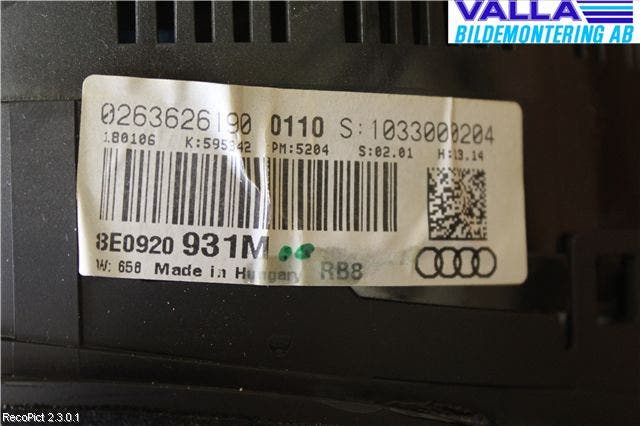 VALLA
BILDEMONTERING AB
0263626190 0110 S:1033000204
180106 K:595342 PM:5204 S:02.01 H:13.14
8E0920 931M
W: 658 Made in Hungary RB8
RecoPict 2.3.0.1